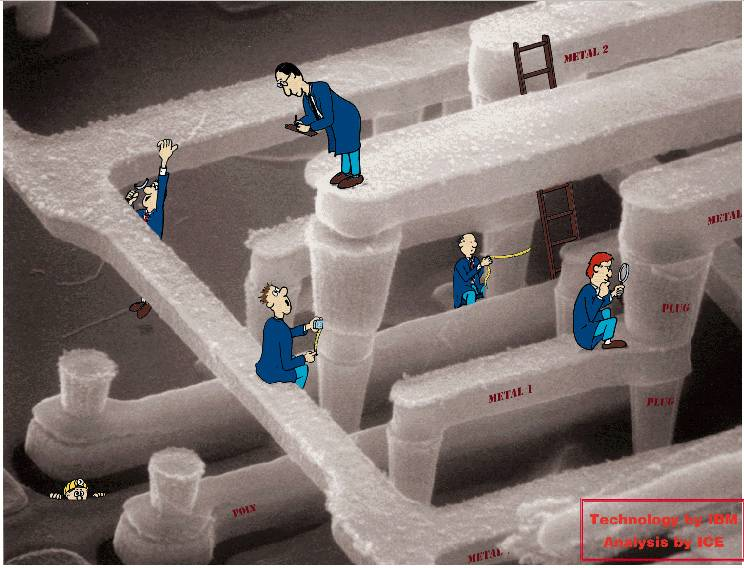 METAL 2
METAL
PLUG
METAL 1
PLUG
POLY
METAL
Technology by IBM
Analysis by ICE